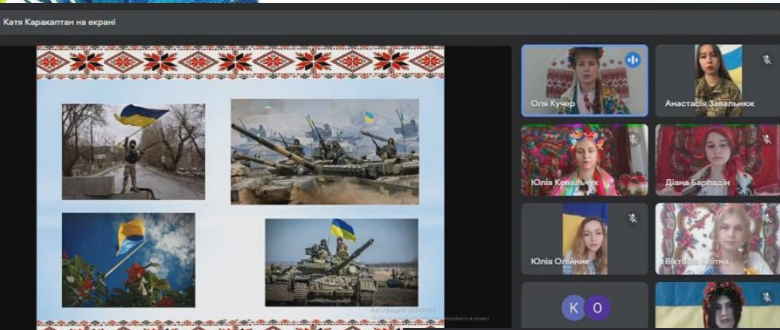 Катя Каракаптан на екрані
Оля Кучер
Анастасія Завальнюк
Юлія Ковальчук
Діана Барладін
Юлія Олійник
К О